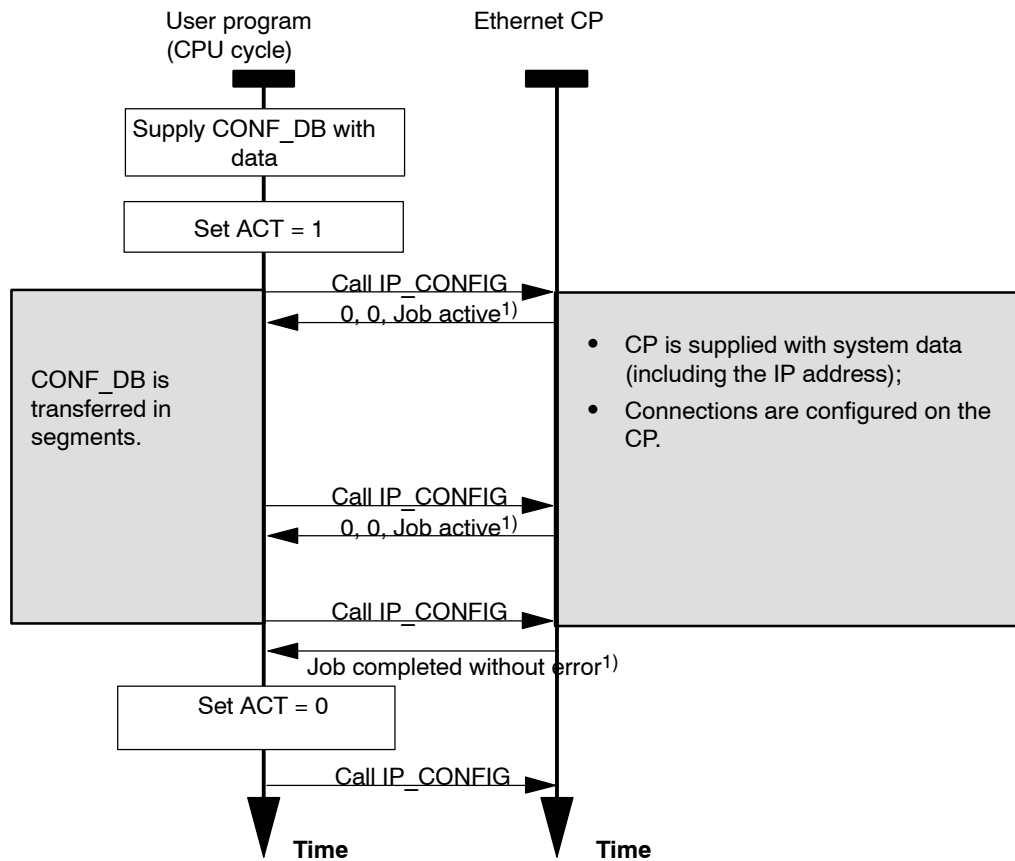 User program
(CPU cycle)
Ethernet CP
Supply CONF_DB with
data
Set ACT = 1
Call IP_CONFIG
0, 0, Job active1)
CONF_DB is
transferred in
segments.
• CP is supplied with system data
(including the IP address);
• Connections are configured on the
CP.
Call IP_CONFIG
0, 0, Job active1)
Call IP_CONFIG
Job completed without error1)
Set ACT = 0
Call IP_CONFIG
Time
Time